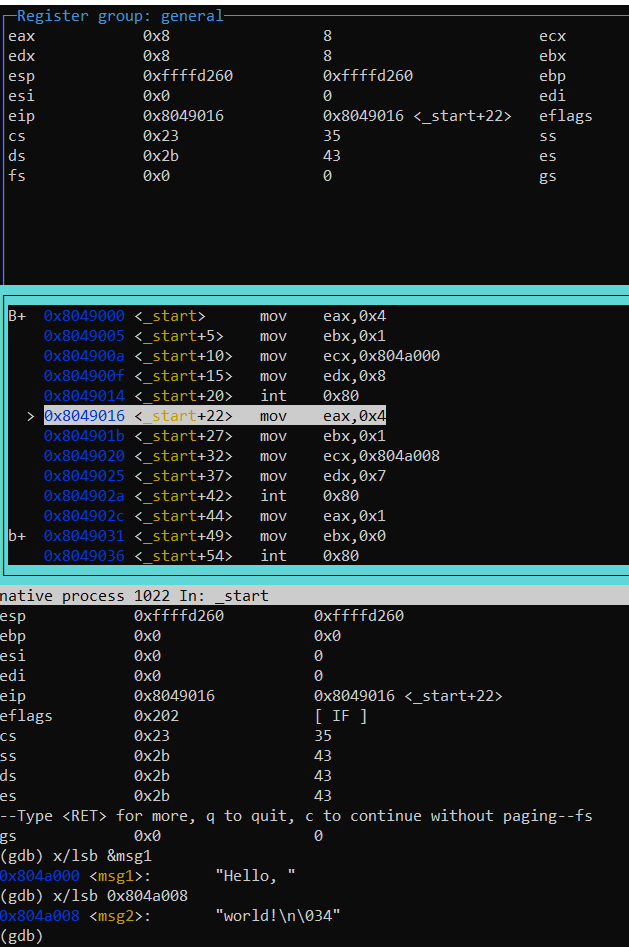 Register group: general
eax 0x8 8 ecx
edx 0x8 8 ebx
esp 0xffffd260 0xffffd260 ebp
esi 0x0 0 edi
eip 0x8049016 0x8049016 <_start+22> eflags
cs 0x23 35 ss
ds 0x2b 43 es
fs 0x0 0 gs
B+ 0x8049000 <_start> mov eax,0x4
0x8049005 <_start+5> mov ebx,0x1
0x804900a <_start+10> mov ecx,0x804a000
0x804900f <_start+15> mov edx,0x8
0x8049014 <_start+20> int 0x80
> 0x8049016 <_start+22> mov eax,0x4
0x804901b <_start+27> mov ebx,0x1
0x8049020 <_start+32> mov ecx,0x804a008
0x8049025 <_start+37> mov edx,0x7
0x804902a <_start+42> int 0x80
0x804902c <_start+44> mov eax,0x1
b+ 0x8049031 <_start+49> mov ebx,0x0
0x8049036 <_start+54> int 0x80
native process 1022 In: _start
esp 0xffffd260 0xffffd260
ebp 0x0 0x0
esi 0x0 0
edi 0x0 0
eip 0x8049016 0x8049016 <_start+22>
eflags 0x202 [ IF ]
cs 0x23 35
ss 0x2b 43
ds 0x2b 43
es 0x2b 43
--Type <RET> for more, q to quit, c to continue without paging--fs
gs 0x0 0
(gdb) x/lsb &msg1
0x804a000 <msg1>: "Hello, "
(gdb) x/lsb 0x804a008
0x804a008 <msg2>: "world!\n\034"
(gdb)